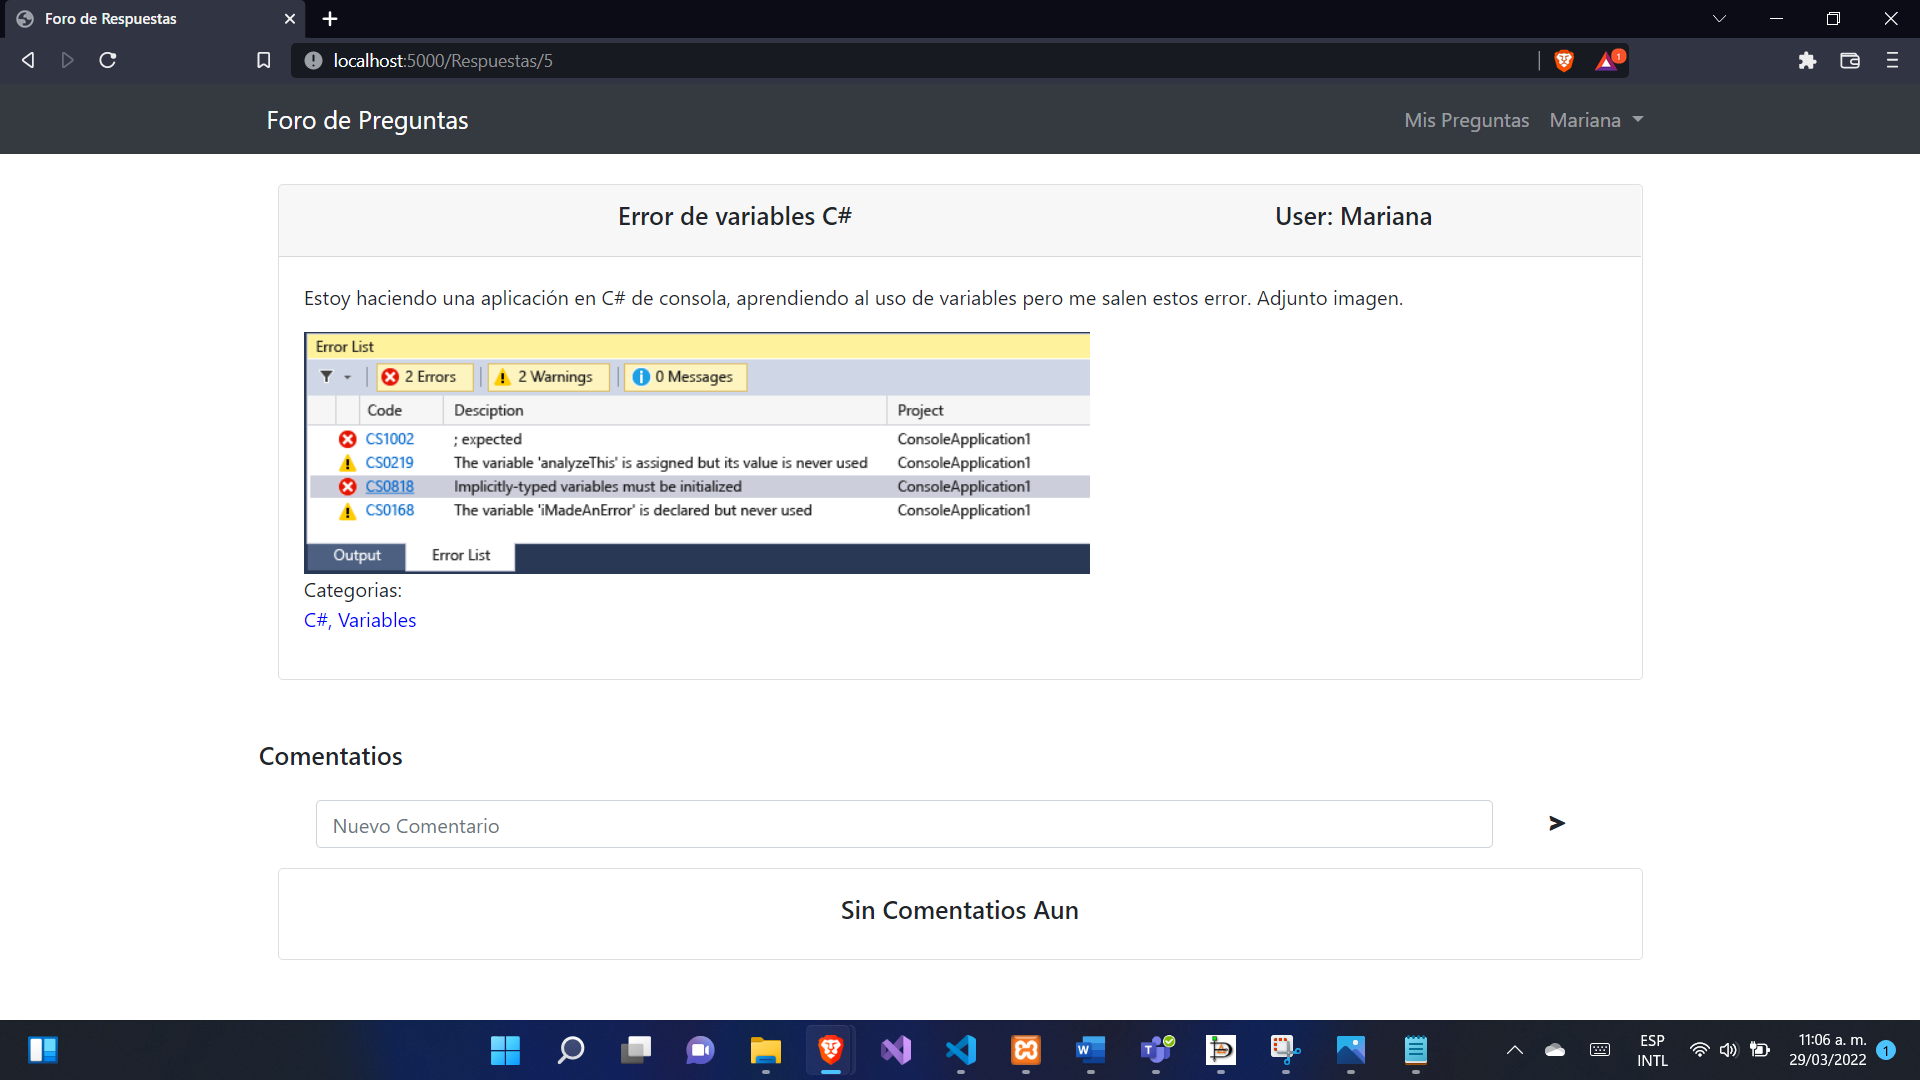 Foro de Respuestas
localhost:5000/Respuestas/5
1
Foro de Preguntas
Mis Preguntas
Mariana
Error de variables C#
User: Mariana
Estoy haciendo una aplicación en C# de consola, aprendiendo al uso de variables pero me salen estos error. Adjunto imagen.
Error List
2 Errors
2 Warnings
0 Messages
Code Desciption Project
CS1002 ; expected ConsoleApplication1
CS0219 The variable 'analyzeThis' is assigned but its value is never used ConsoleApplication1
CS0818 Implicitly-typed variables must be initialized ConsoleApplication1
CS0168 The variable 'iMadeAnError' is declared but never used ConsoleApplication1
Output Error List
Categorias:
C#, Variables
Comentatios
Nuevo Comentario
>
Sin Comentatios Aun
ESP
INTL
11:06 a. m.
29/03/2022
1